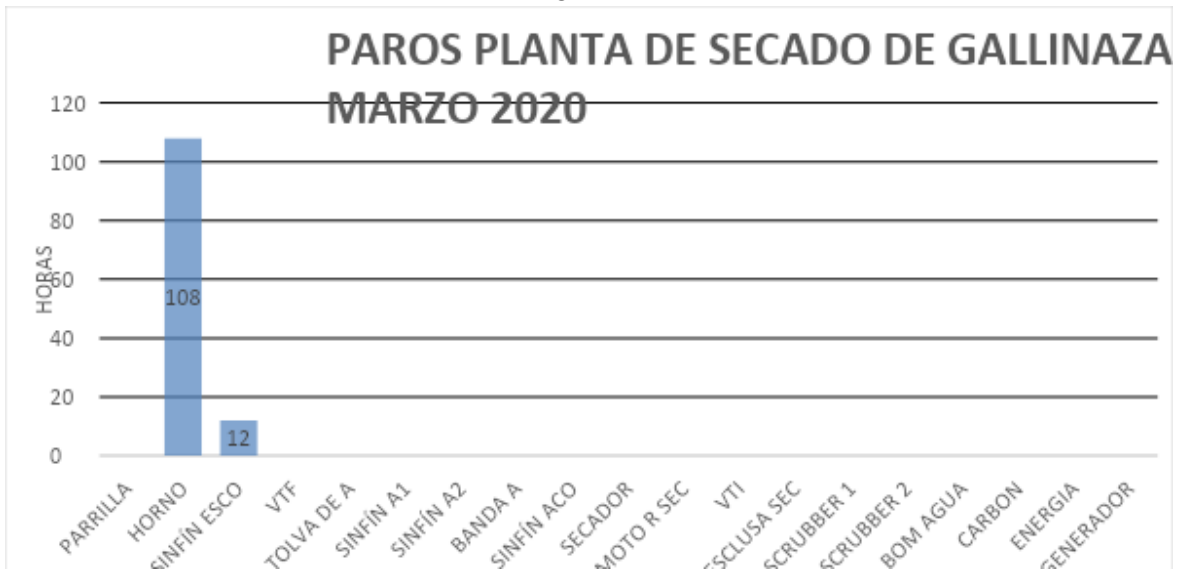 PAROS PLANTA DE SECADO DE GALLINAZA
MARZO 2020
120
100
80
60
40
20
0
HORAS
108
12
PARRILLA
HORNO
SINFÍN ESCO
VTF
TOLVA DE A
SINFÍN A1
SINFÍN A2
BANDA A
SINFÍN ACO
SECADOR
MOTO R SEC
VTI
ESCLUSA SEC
SCRUBBER 1
SCRUBBER 2
BOM AGUA
CARBON
ENERGIA
GENERADOR